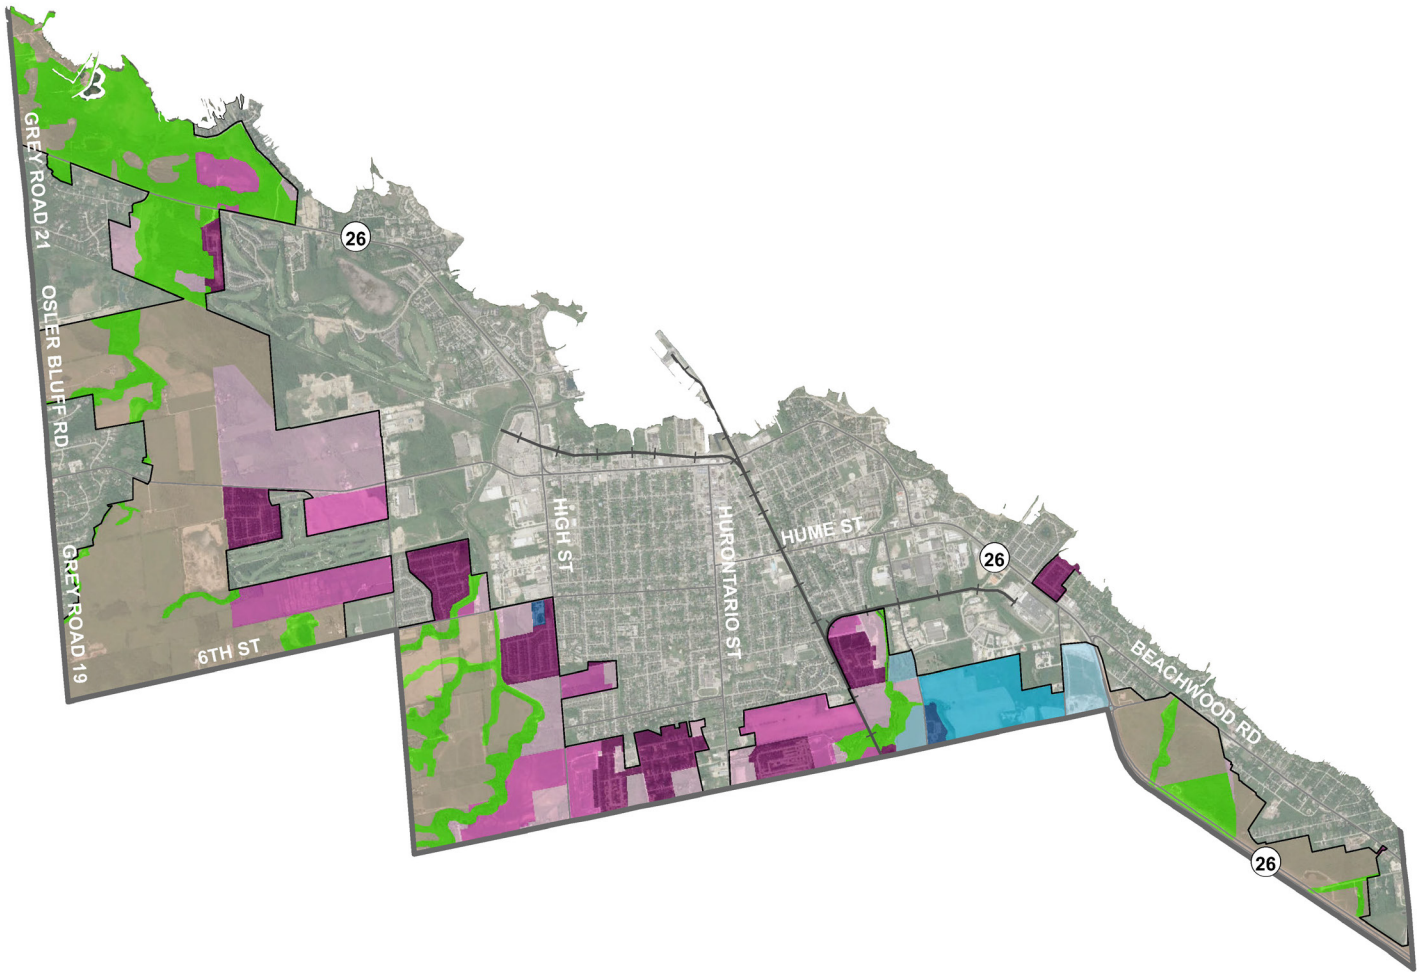 GREY ROAD 21
26
OSLER BLUFF RD
HIGH ST
HURONTARIO ST
HUME ST
26
GREY ROAD 19
6TH ST
BEACHWOOD RD
26